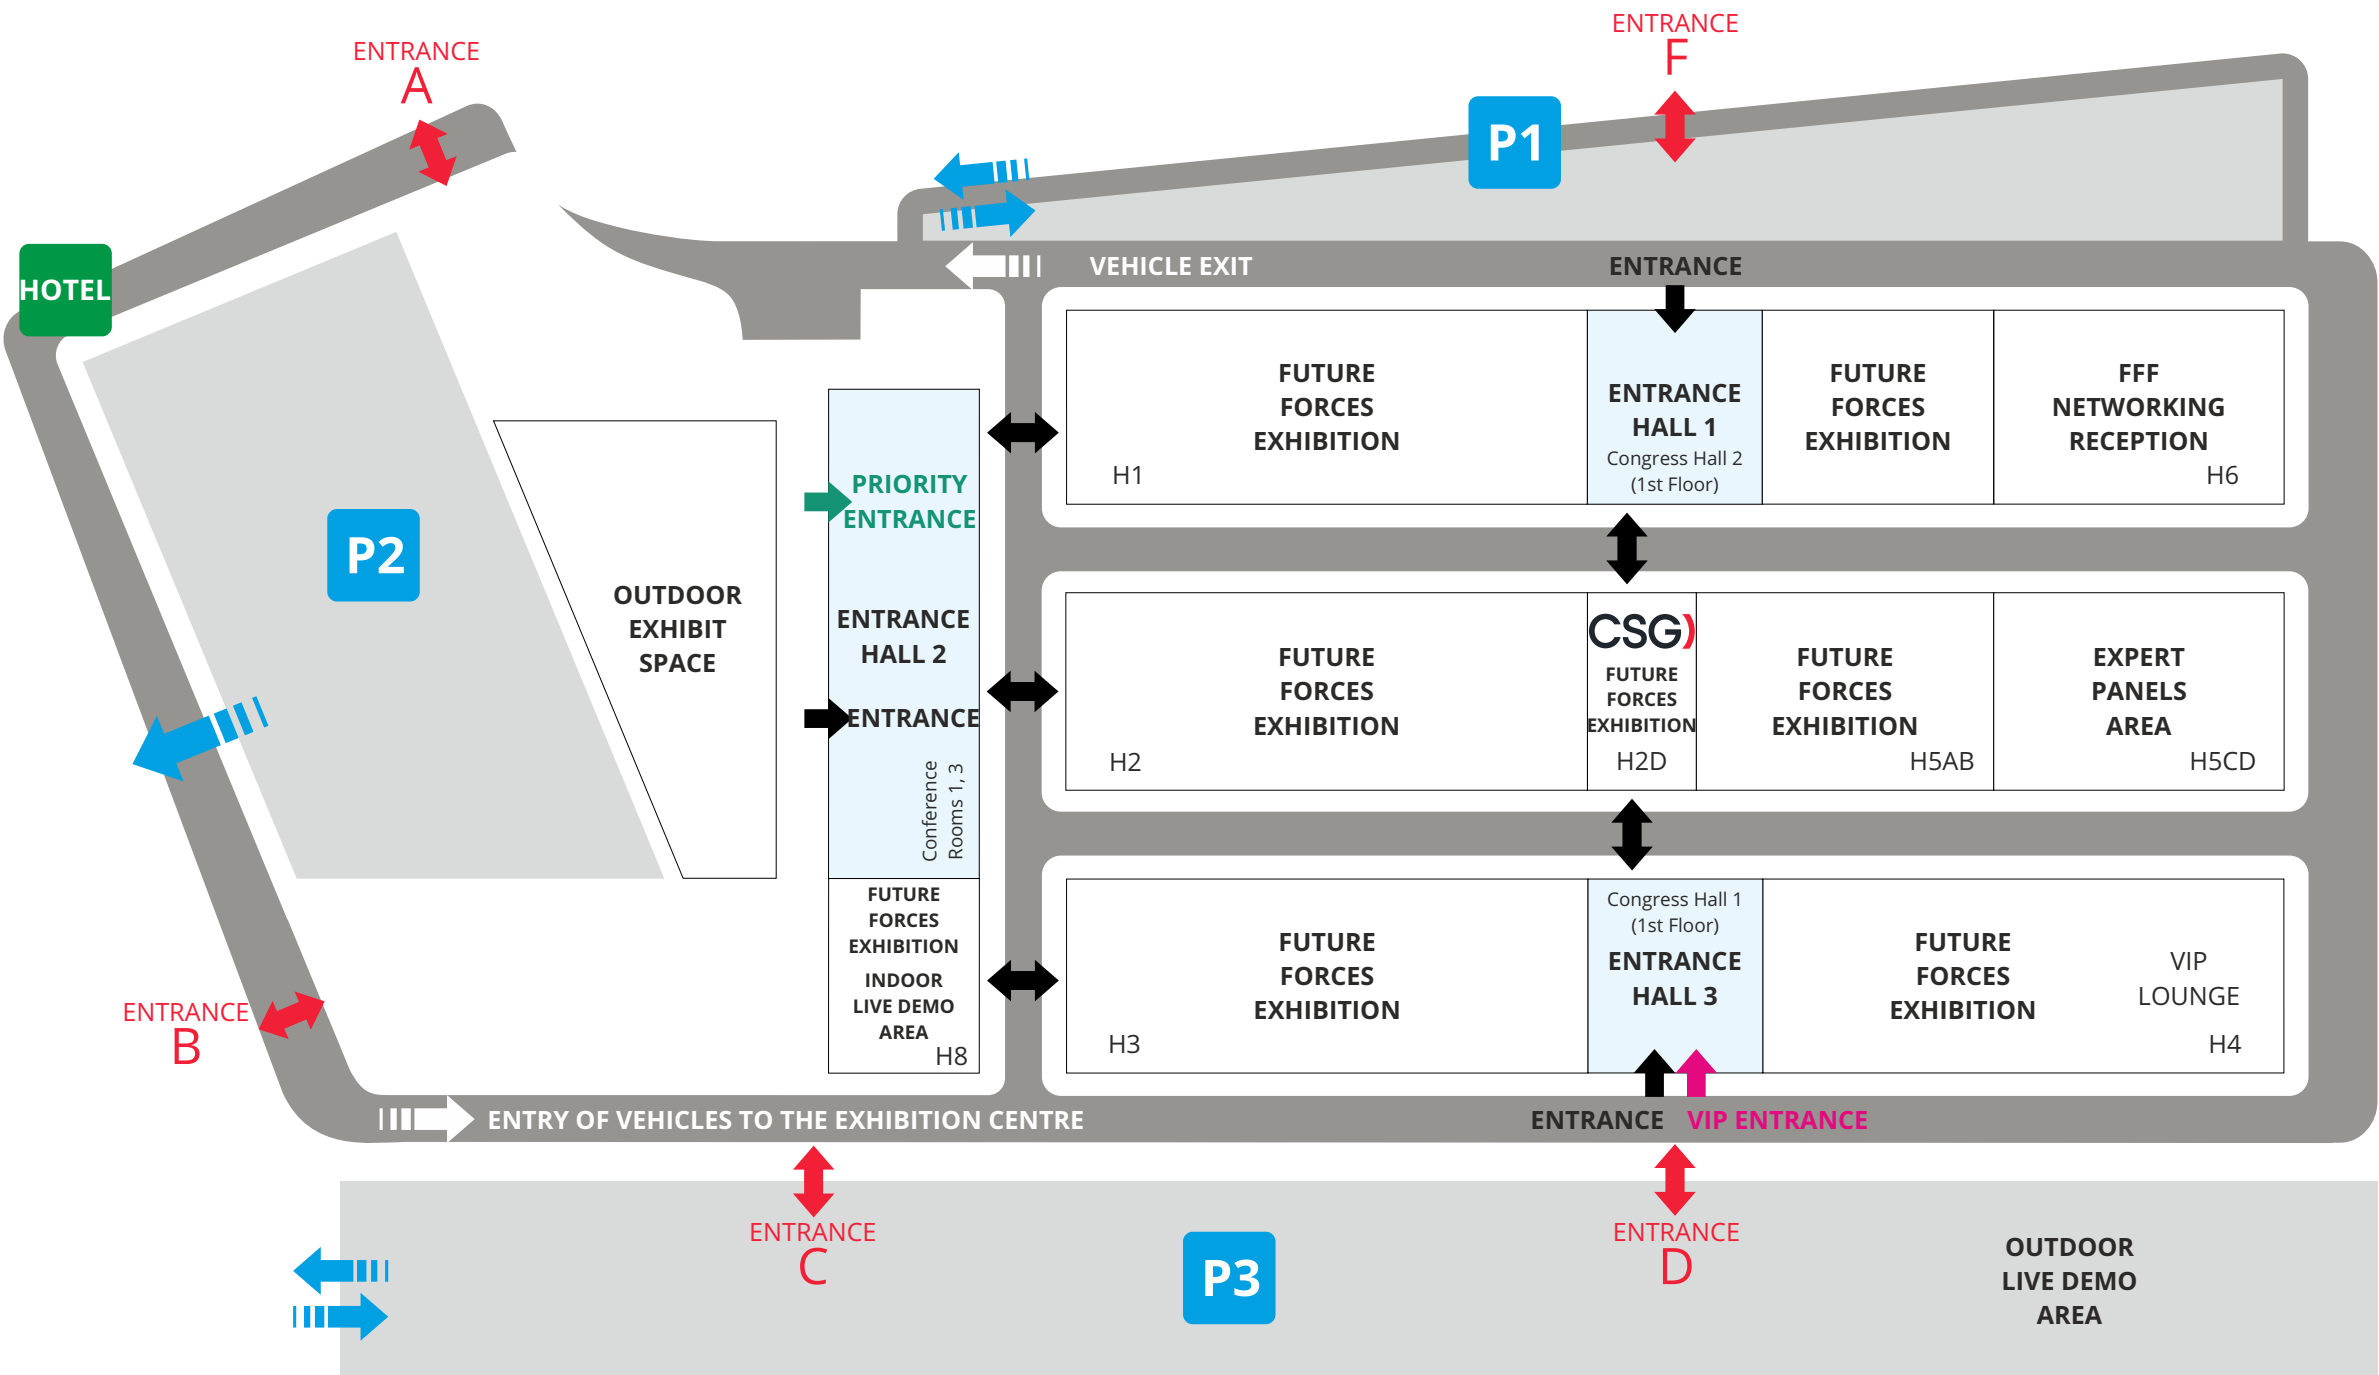 ENTRANCE
A
ENTRANCE
F
P1
HOTEL
VEHICLE EXIT
ENTRANCE
FUTURE
FORCES
EXHIBITION
H1
ENTRANCE
HALL 1
Congress Hall 2
(1st Floor)
FUTURE
FORCES
EXHIBITION
FFF
NETWORKING
RECEPTION
H6
P2
OUTDOOR
EXHIBIT
SPACE
PRIORITY
ENTRANCE
ENTRANCE
HALL 2
ENTRANCE
Conference
Rooms 1, 3
FUTURE
FORCES
EXHIBITION
INDOOR
LIVE DEMO
AREA
H8
FUTURE
FORCES
EXHIBITION
H2
CSG
FUTURE
FORCES
EXHIBITION
H2D
FUTURE
FORCES
EXHIBITION
H5AB
EXPERT
PANELS
AREA
H5CD
FUTURE
FORCES
EXHIBITION
H3
Congress Hall 1
(1st Floor)
ENTRANCE
HALL 3
FUTURE
FORCES
EXHIBITION
VIP
LOUNGE
H4
ENTRANCE
B
ENTRY OF VEHICLES TO THE EXHIBITION CENTRE
ENTRANCE
VIP ENTRANCE
ENTRANCE
C
P3
ENTRANCE
D
OUTDOOR
LIVE DEMO
AREA